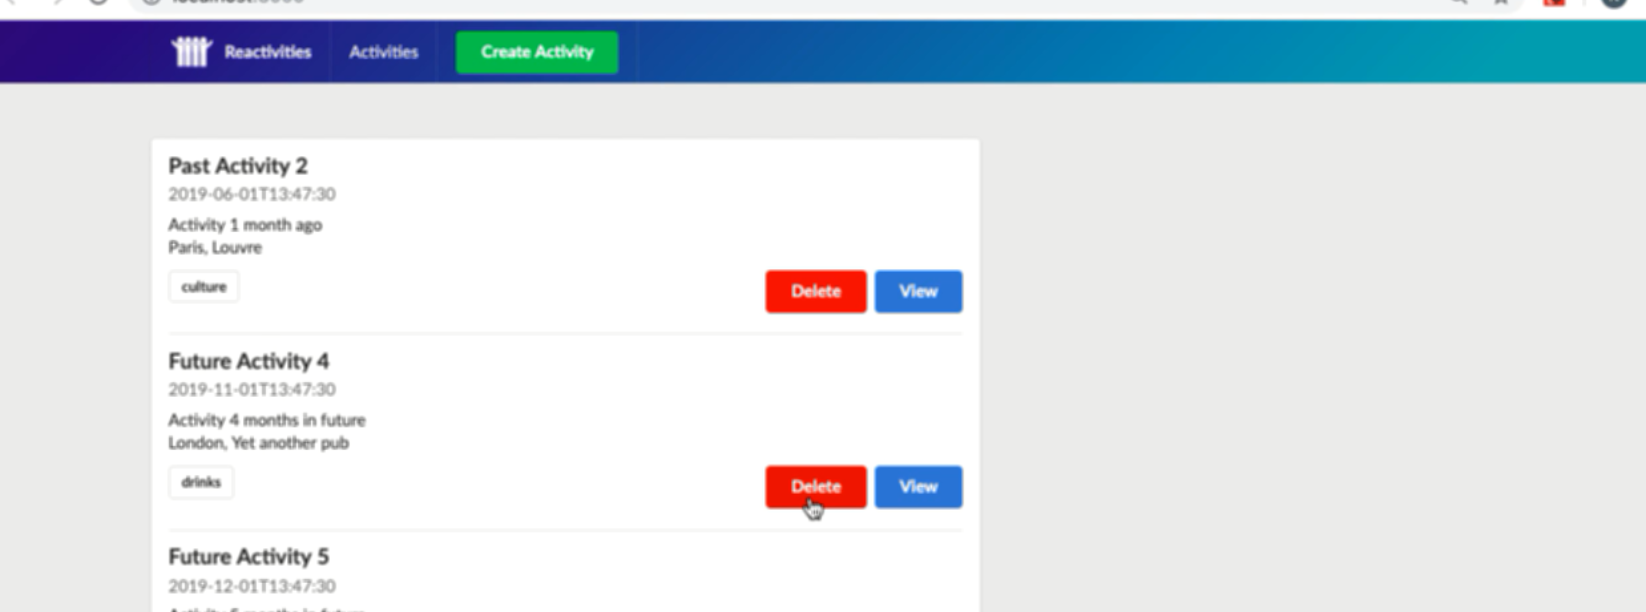 Reactivities Activities Create Activity
Past Activity 2
2019-06-01T13:47:30
Activity 1 month ago
Paris, Louvre
culture
Delete View
Future Activity 4
2019-11-01T13:47:30
Activity 4 months in future
London, Yet another pub
drinks
Delete View
Future Activity 5
2019-12-01T13:47:30